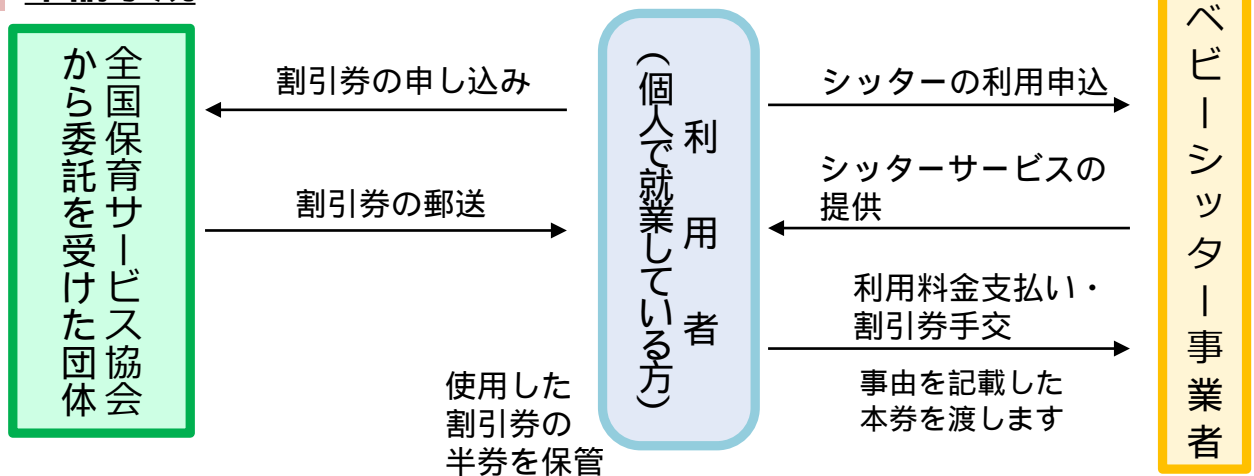 全国保育サービス協会
から委託を受けた団体
割引券の申し込み
割引券の郵送
利用者
(個人で就業している方)
使用した
割引券の
半券を保管
シッターの利用申込
シッターサービスの
提供
利用料金支払い・
割引券手交
事由を記載した
本券を渡します
ベビーシッター事業者